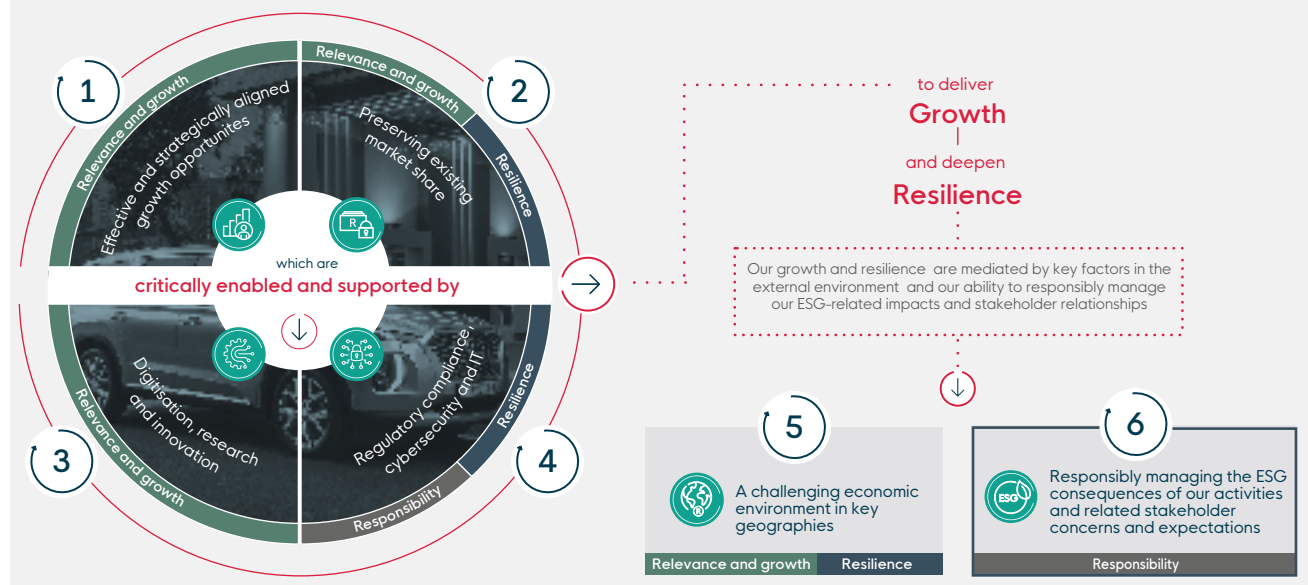 1
Relevance and growth
Effective and strategically aligned
growth opportunites
2
Relevance and growth
Resilience
Preserving existing
market share
R
which are
critically enabled and supported by
3
Digitisation, research
and innovation
Relevance and growth
4
Regulatory compliance,
cybersecurity and IT
Resilience
Responsibility
to deliver
Growth
and deepen
Resilience
Our growth and resilience are mediated by key factors in the
external environment and our ability to responsibly manage
our ESG-related impacts and stakeholder relationships
5
R
A challenging economic
environment in key
geographies
Relevance and growth
Resilience
6
ESG
Responsibly managing the ESG
consequences of our activities
and related stakeholder
concerns and expectations
Responsibility